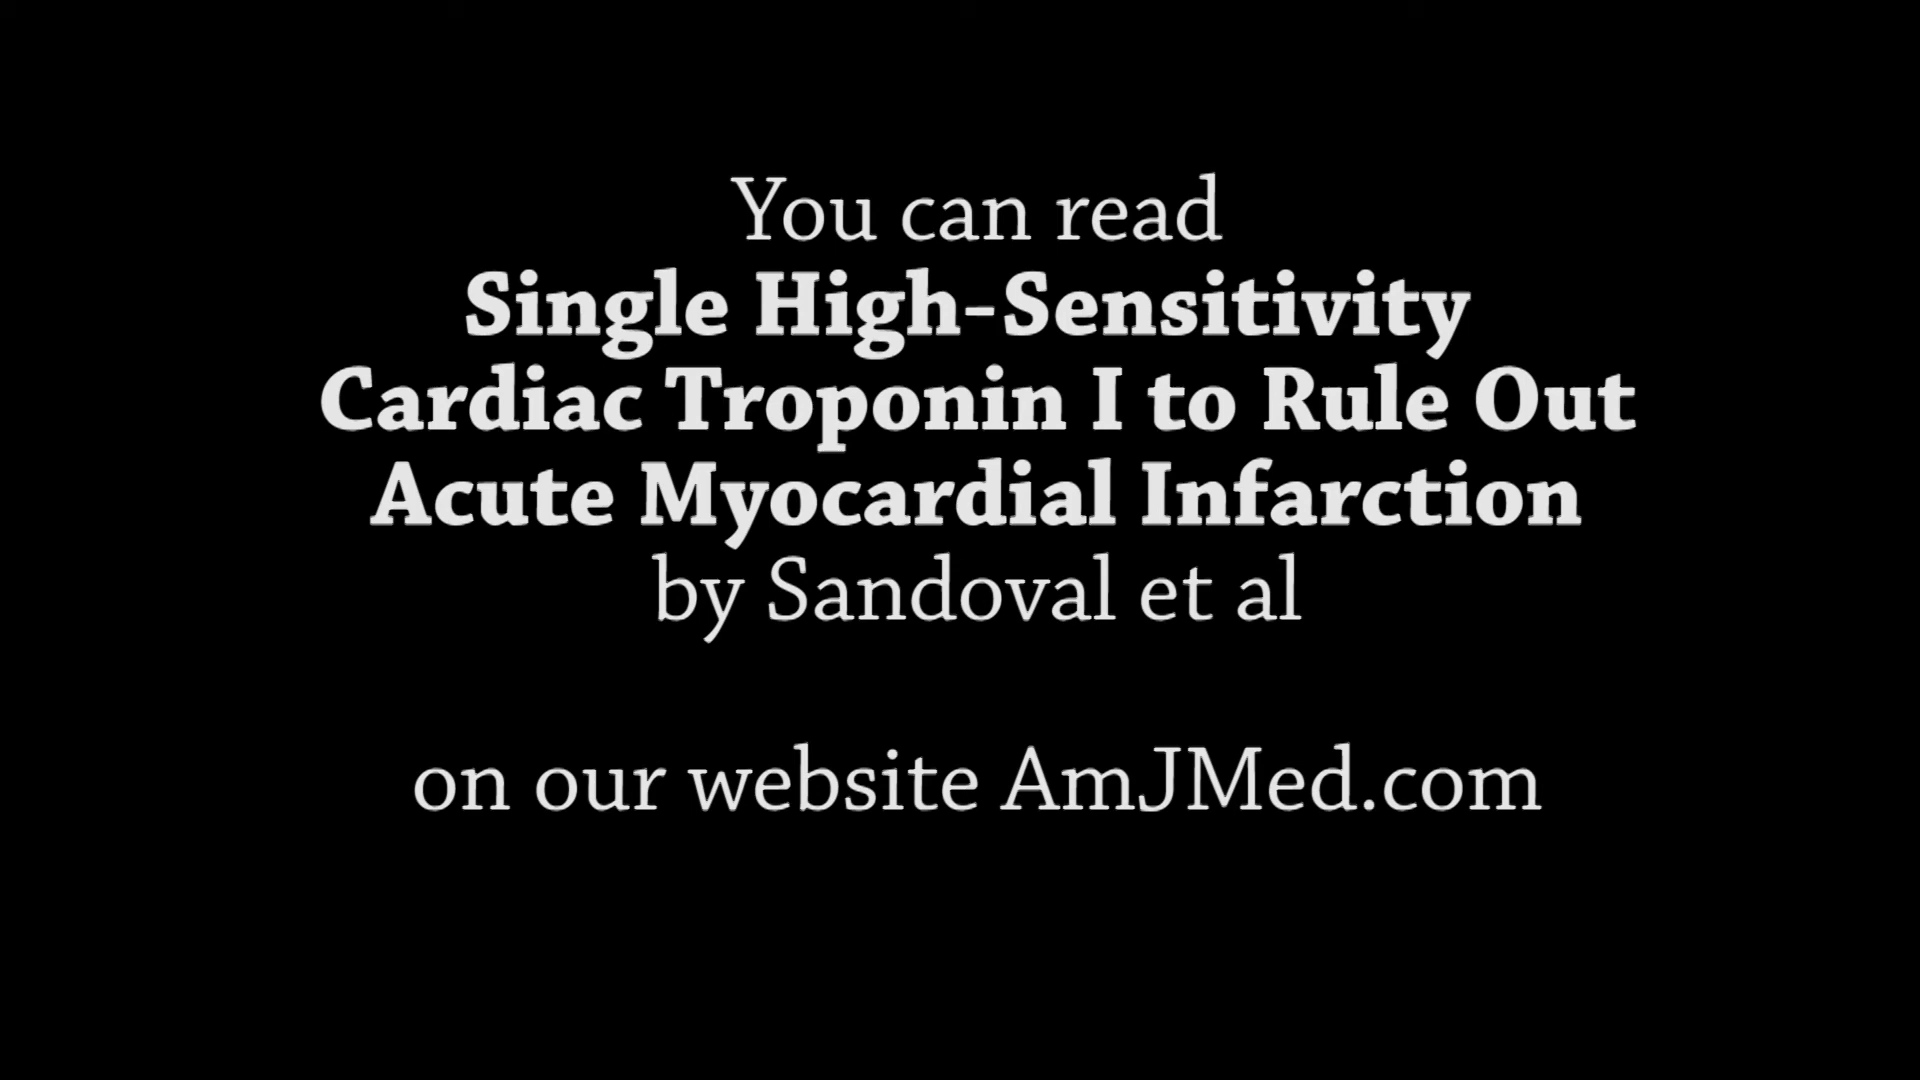 You can read
Single High-Sensitivity
Cardiac Troponin I to Rule Out
Acute Myocardial Infarction
by Sandoval et al
on our website AmJMed.com